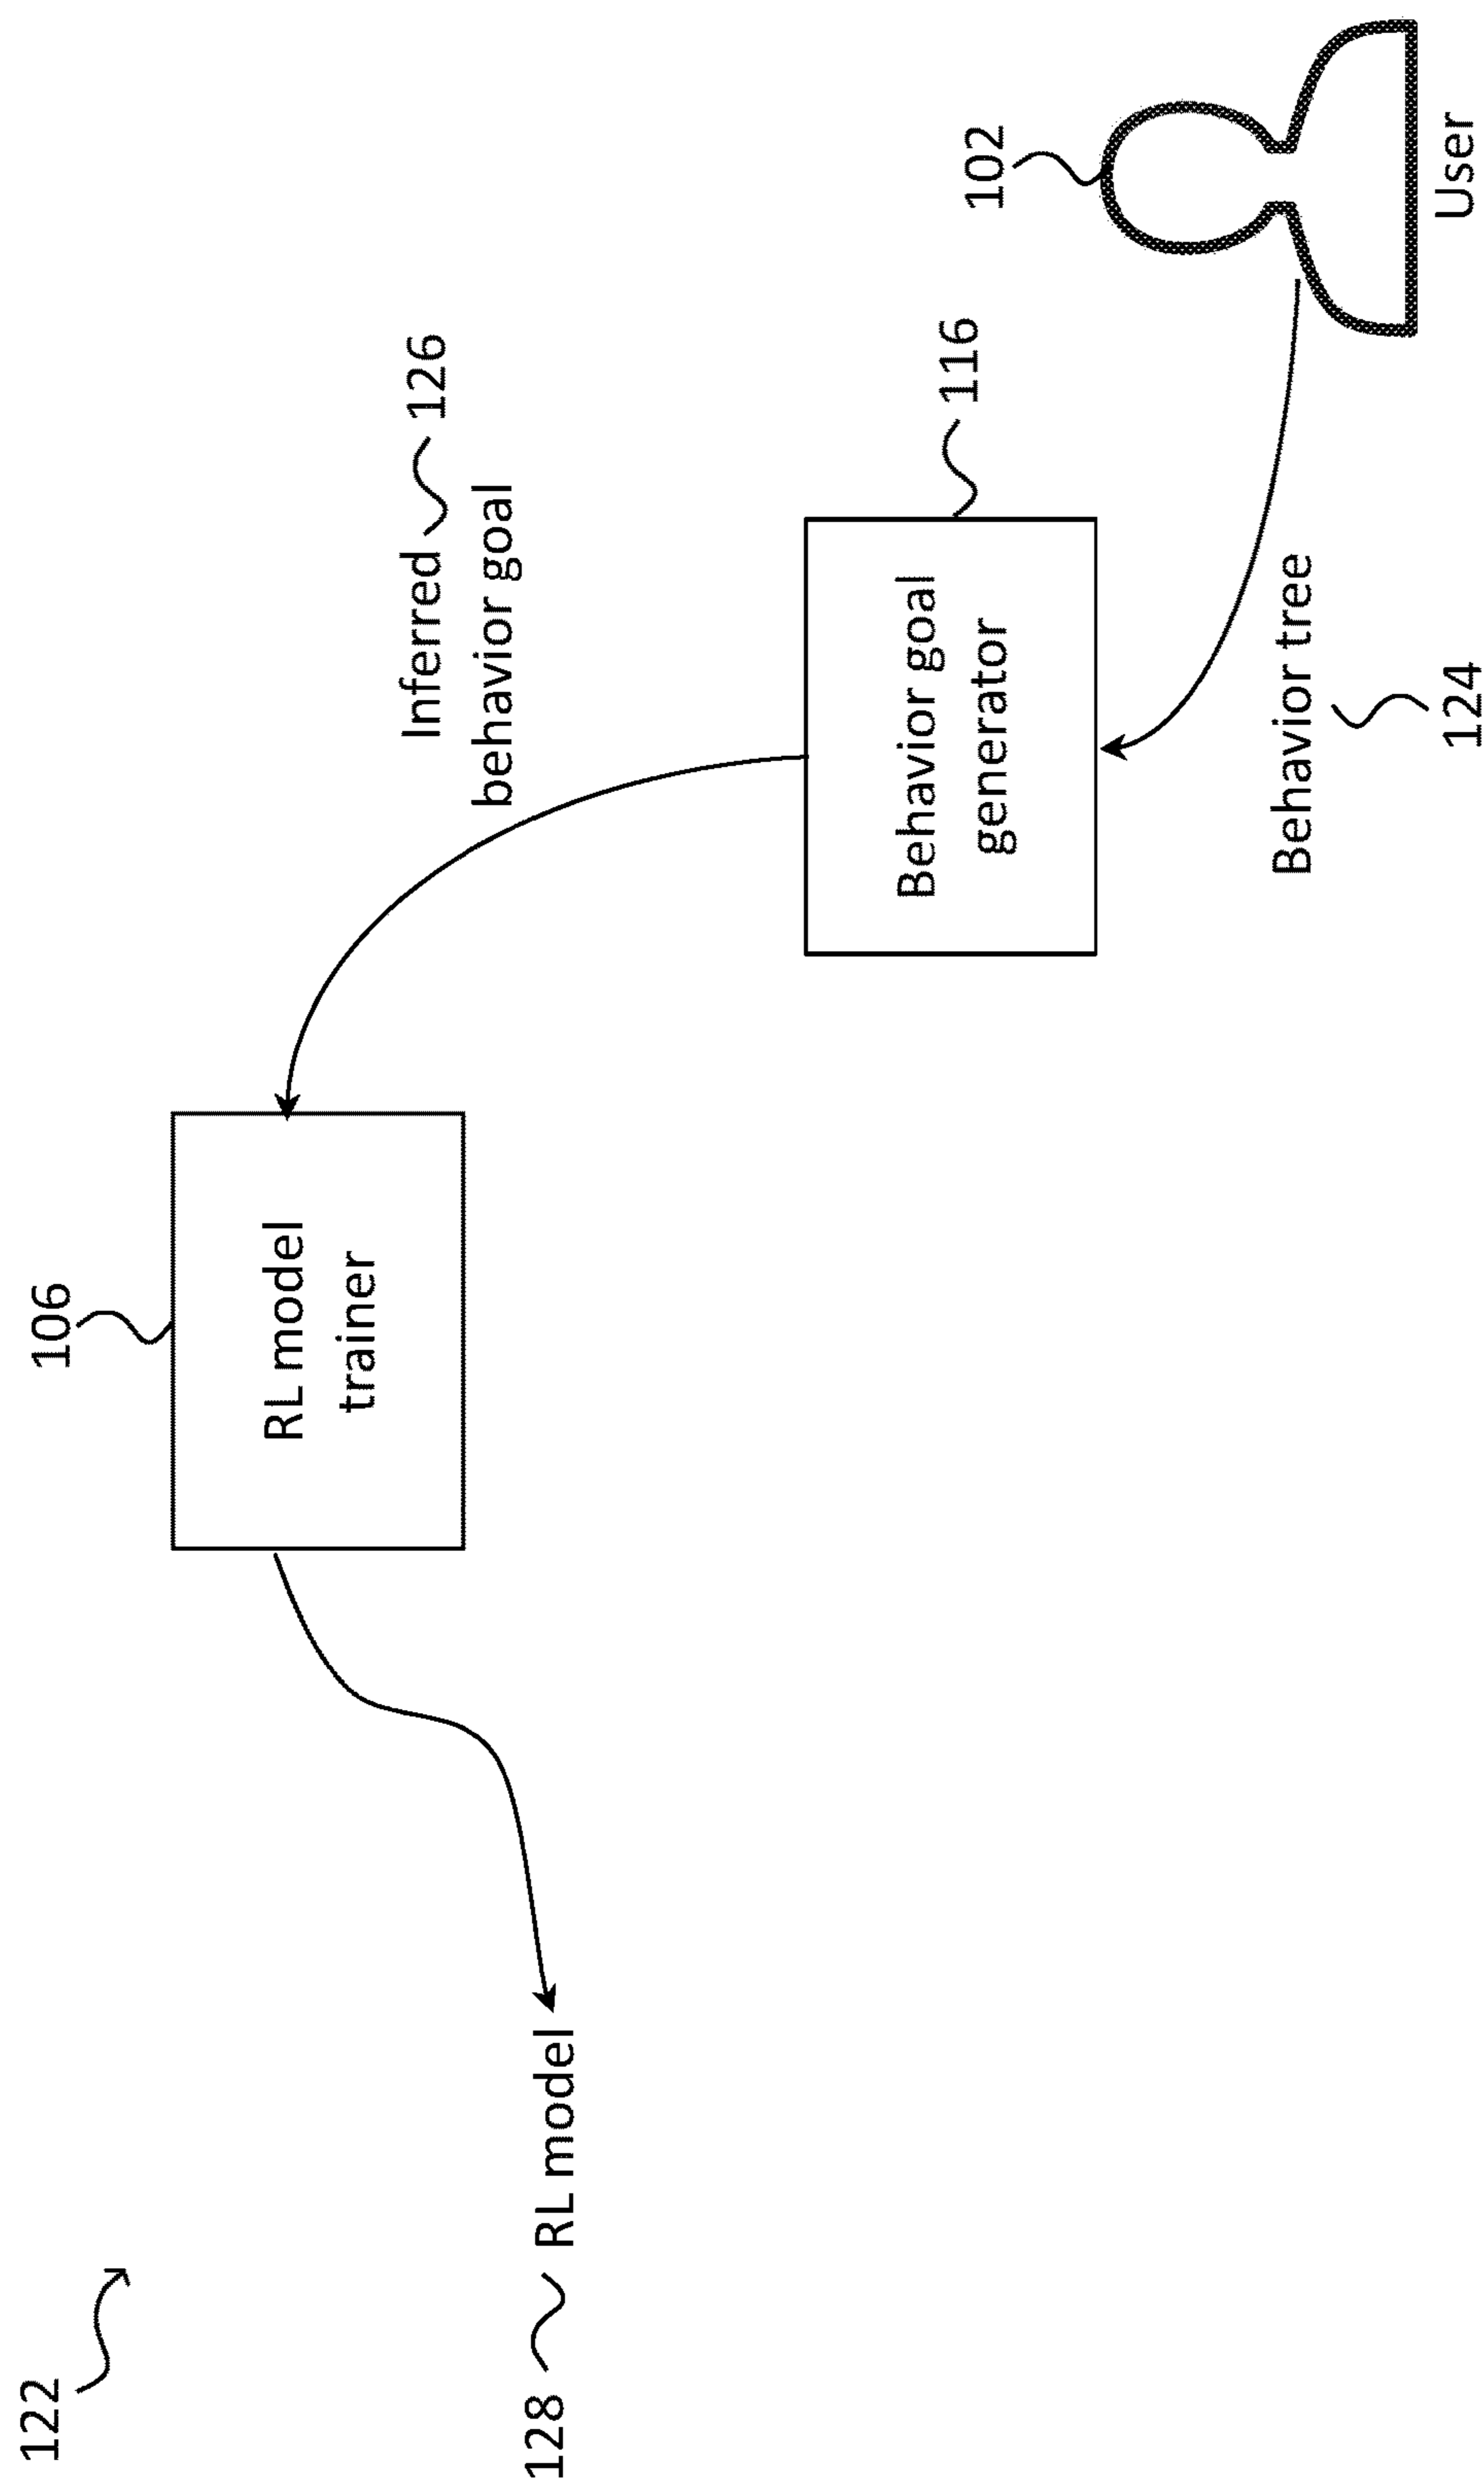 122
106
RL model
trainer
Inferred 126
behavior goal
128 RL model
Behavior goal
generator
116
102
Behavior tree
124
User